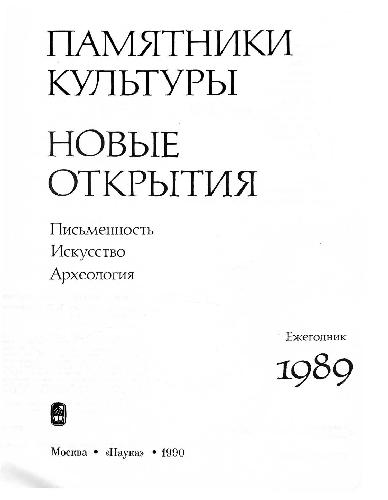 ПАМЯТНИКИ
КУЛЬТУРЫ
НОВЫЕ
ОТКРЫТИЯ
Письменность
Искусство
Археология
Ежегодник
1989
Москва • «Наука» • 1990